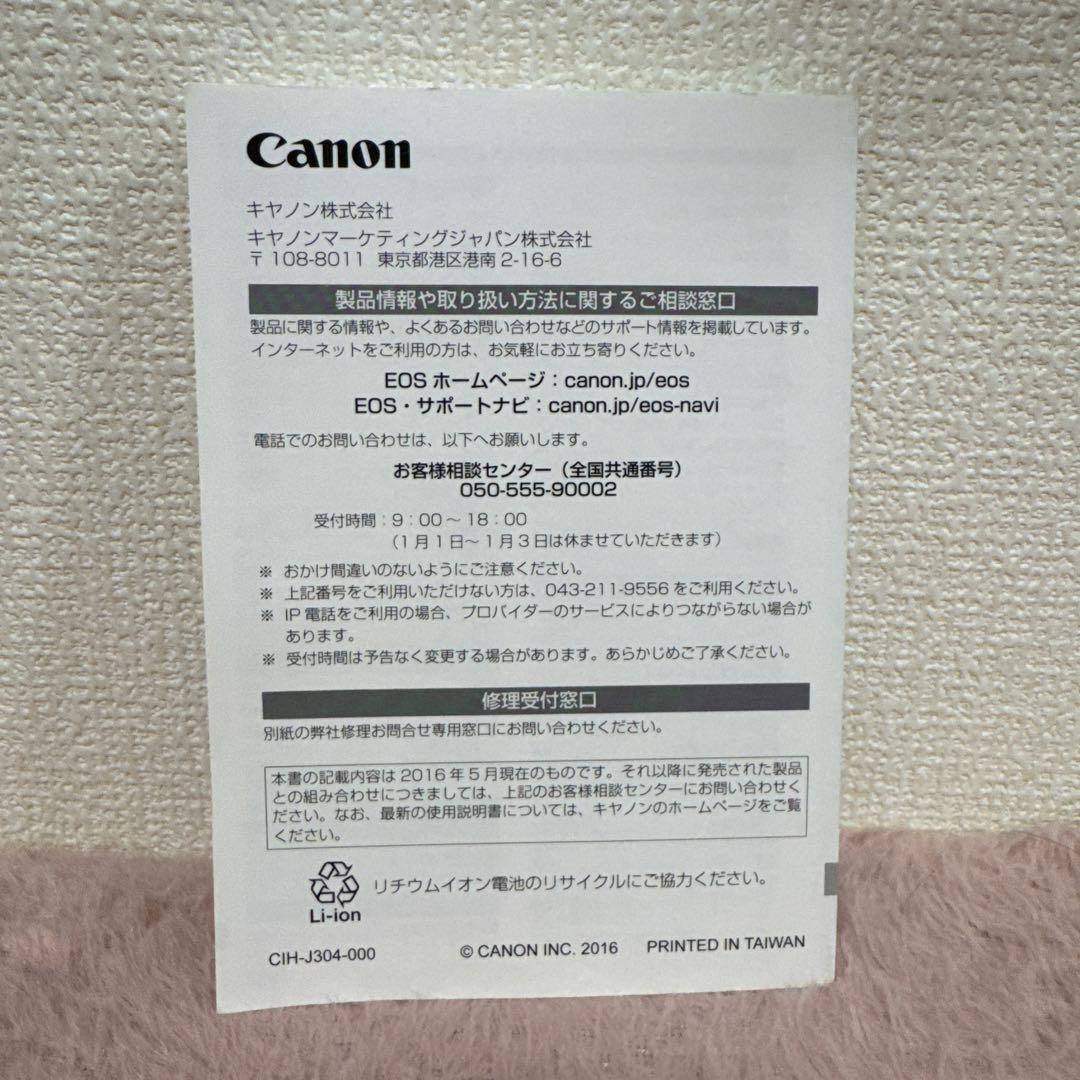 Canon
キヤノン株式会社
キヤノンマーケティングジャパン株式会社
〒 108-8011 東京都港区港南 2-16-6
製品情報や取り扱い方法に関するご相談窓口
製品に関する情報や、よくあるお問い合わせなどのサポート情報を掲載しています。
インターネットをご利用の方は、お気軽にお立ち寄りください。
EOS ホームページ：canon.jp/eos
EOS・サポートナビ：canon.jp/eos-navi
電話でのお問い合わせは、以下へお願いします。
お客様相談センター（全国共通番号）
050-555-90002
受付時間：9：00 ～ 18：00
（1 月 1 日～ 1 月 3 日は休ませていただきます）
※ おかけ間違いのないようにご注意ください。
※ 上記番号をご利用いただけない方は、043-211-9556 をご利用ください。
※ IP 電話をご利用の場合、プロバイダーのサービスによりつながらない場合が
あります。
※ 受付時間は予告なく変更する場合があります。あらかじめご了承ください。
修理受付窓口
別紙の弊社修理お問合せ専用窓口にお問い合わせください。
本書の記載内容は 2016 年 5 月現在のものです。それ以降に発売された製品
との組み合わせにつきましては、上記のお客様相談センターにお問い合わせく
ださい。なお、最新の使用説明書については、キヤノンのホームページをご覧
ください。
リチウムイオン電池のリサイクルにご協力ください。
Li-ion
CIH-J304-000 © CANON INC. 2016 PRINTED IN TAIWAN